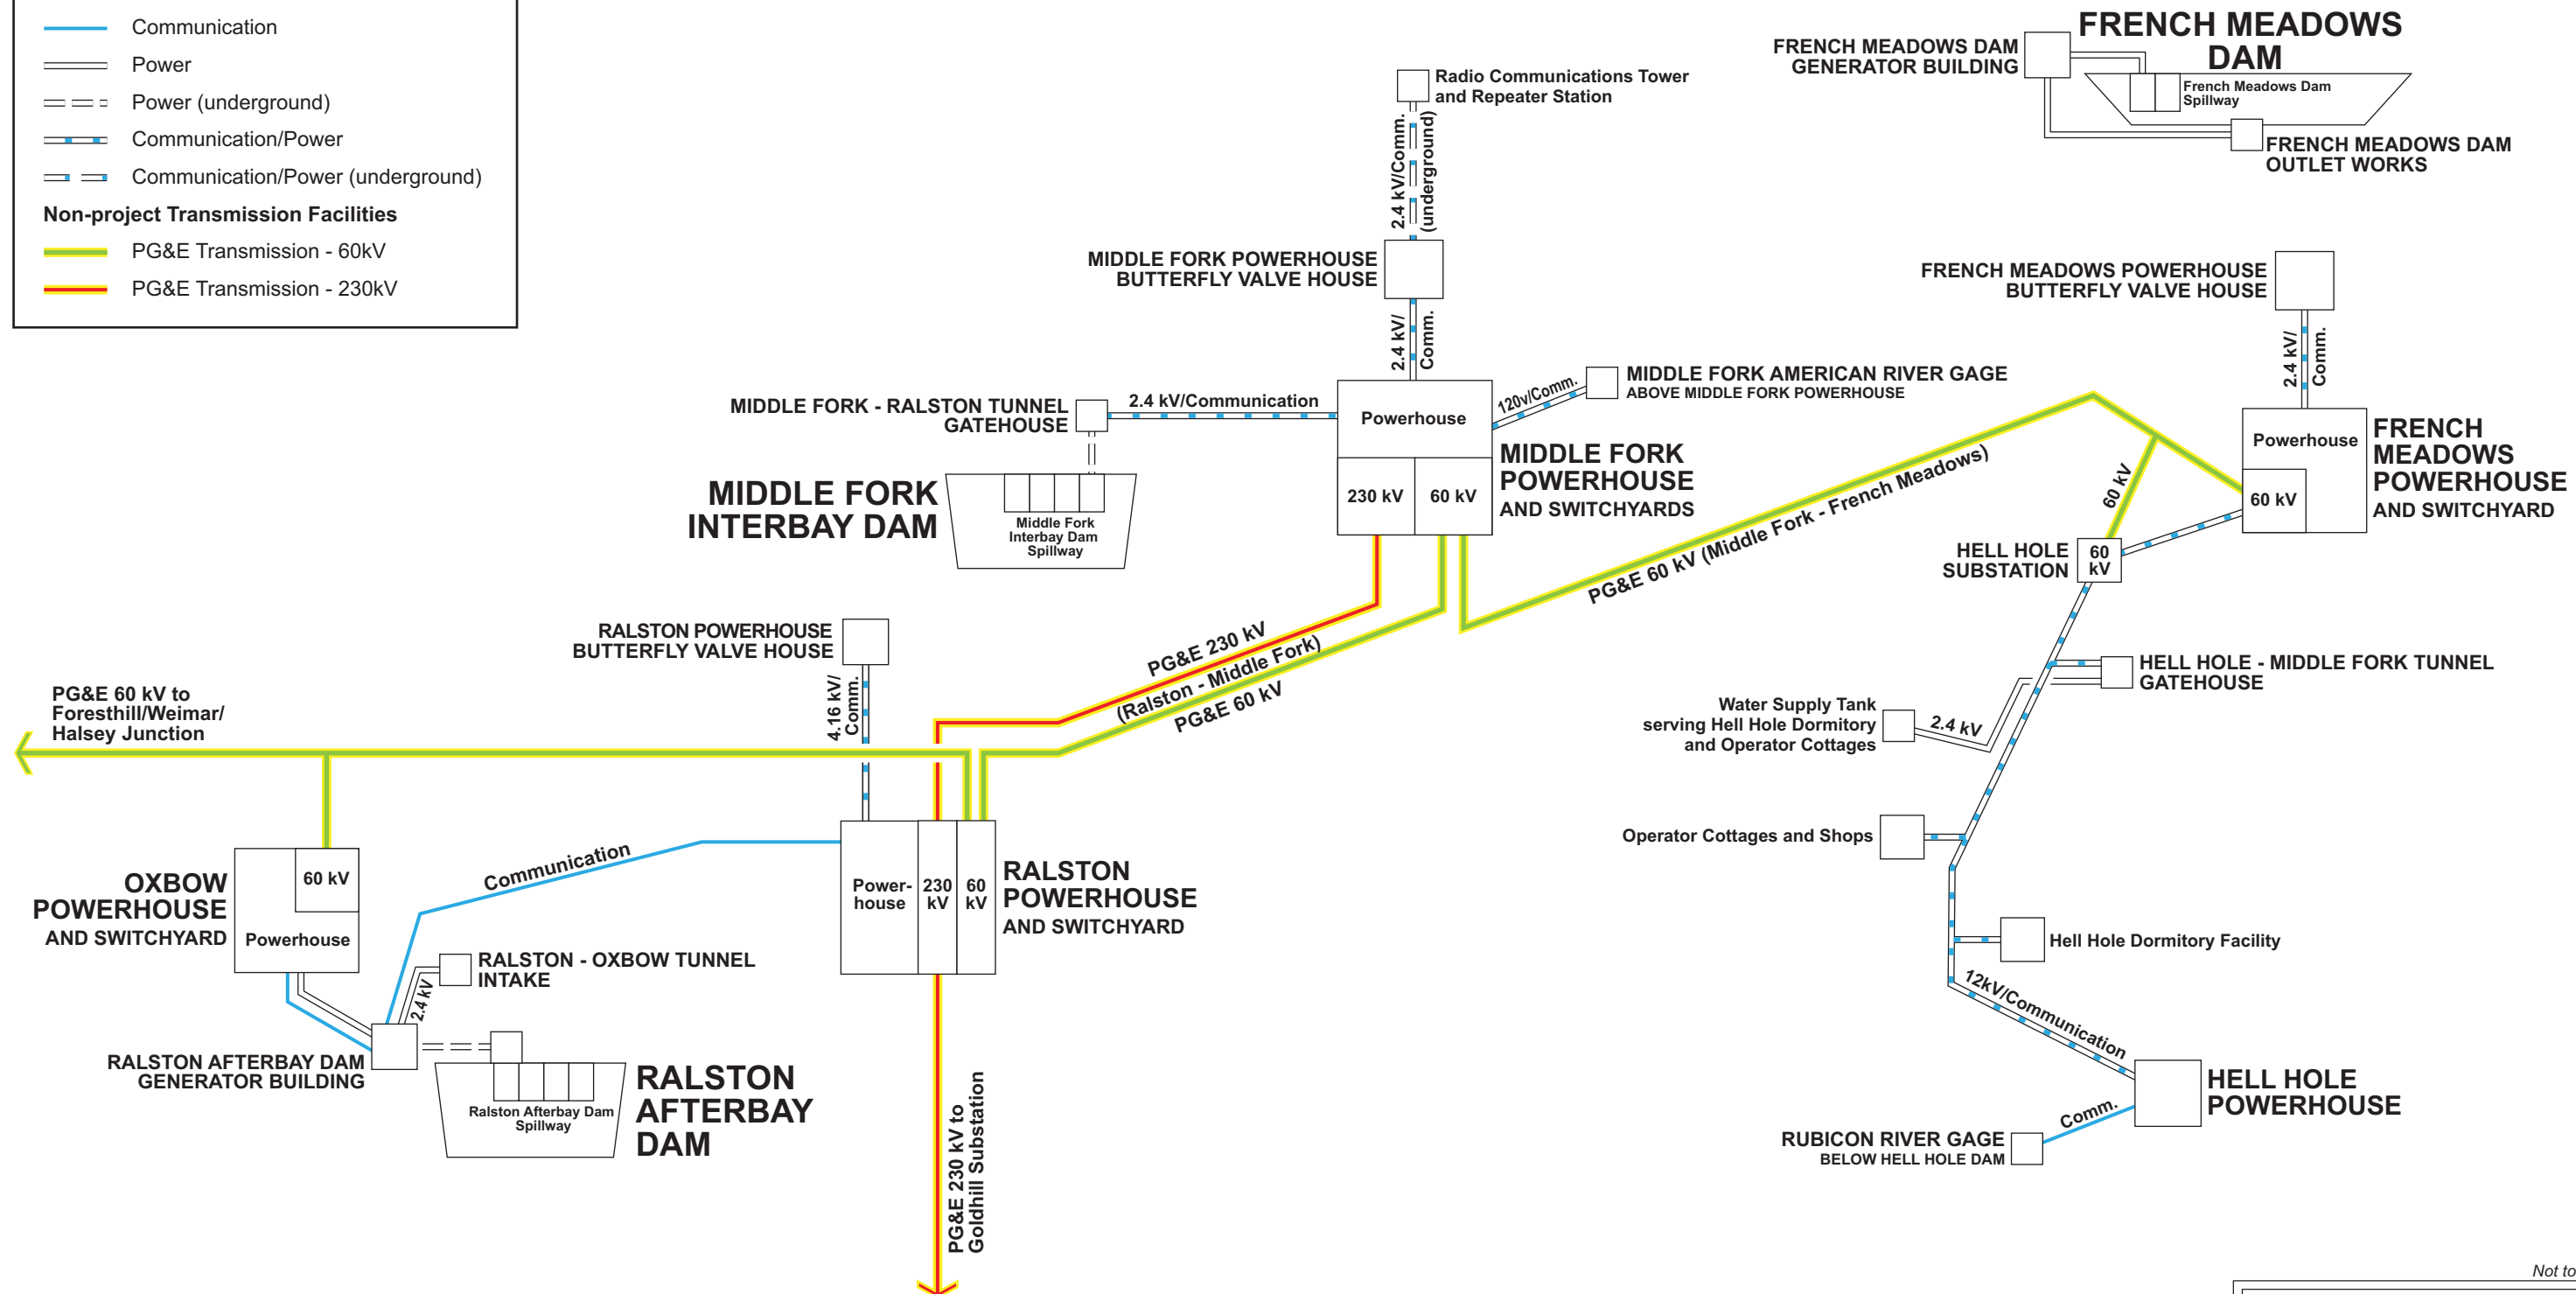 Communication
Power
Power (underground)
Communication/Power
Communication/Power (underground)
Non-project Transmission Facilities
PG&E Transmission - 60kV
PG&E Transmission - 230kV
FRENCH MEADOWS
DAM
FRENCH MEADOWS DAM
GENERATOR BUILDING
French Meadows Dam
Spillway
FRENCH MEADOWS DAM
OUTLET WORKS
Radio Communications Tower
and Repeater Station
2.4 kV/Comm.
(underground)
MIDDLE FORK POWERHOUSE
BUTTERFLY VALVE HOUSE
2.4 kV/
Comm.
FRENCH MEADOWS POWERHOUSE
BUTTERFLY VALVE HOUSE
2.4 kV/
Comm.
MIDDLE FORK - RALSTON TUNNEL
GATEHOUSE
2.4 kV/Communication
Powerhouse
230 kV
60 kV
120v/Comm.
MIDDLE FORK AMERICAN RIVER GAGE
ABOVE MIDDLE FORK POWERHOUSE
MIDDLE FORK
POWERHOUSE
AND SWITCHYARDS
MIDDLE FORK
INTERBAY DAM
Middle Fork
Interbay Dam
Spillway
PG&E 60 kV (Middle Fork - French Meadows)
60 kV
Powerhouse
60 kV
FRENCH
MEADOWS
POWERHOUSE
AND SWITCHYARD
HELL HOLE
SUBSTATION
60
kV
RALSTON POWERHOUSE
BUTTERFLY VALVE HOUSE
4.16 kV/
Comm.
PG&E 230 kV
(Ralston - Middle Fork)
PG&E 60 kV
PG&E 60 kV to
Foresthill/Weimar/
Halsey Junction
HELL HOLE - MIDDLE FORK TUNNEL
GATEHOUSE
Water Supply Tank
serving Hell Hole Dormitory
and Operator Cottages
2.4 kV
Operator Cottages and Shops
Communication
OXBOW
POWERHOUSE
AND SWITCHYARD
60 kV
Powerhouse
Power-
house
230
kV
60
kV
RALSTON
POWERHOUSE
AND SWITCHYARD
Hell Hole Dormitory Facility
RALSTON - OXBOW TUNNEL
INTAKE
2.4 kV
12kV/Communication
RALSTON AFTERBAY DAM
GENERATOR BUILDING
Ralston Afterbay Dam
Spillway
RALSTON
AFTERBAY
DAM
PG&E 230 kV to
Goldhill Substation
HELL HOLE
POWERHOUSE
Comm.
RUBICON RIVER GAGE
BELOW HELL HOLE DAM
Not to